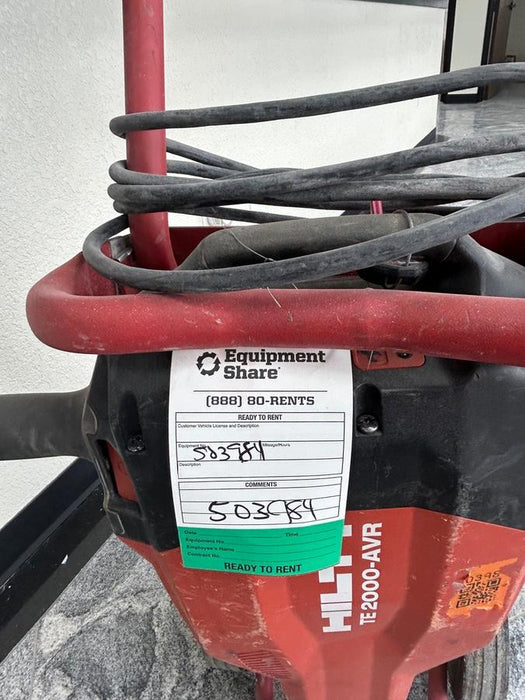 Equipment
Share
(888) 80-RENTS
READY TO RENT
Customer Vehicle License and Description
Equipment No. Mileage/Hours
503984
Description
COMMENTS
503984
Date Time
Equipment No.
Employee's Name
Contract No.
READY TO RENT
HILTI
TE 2000-AVR